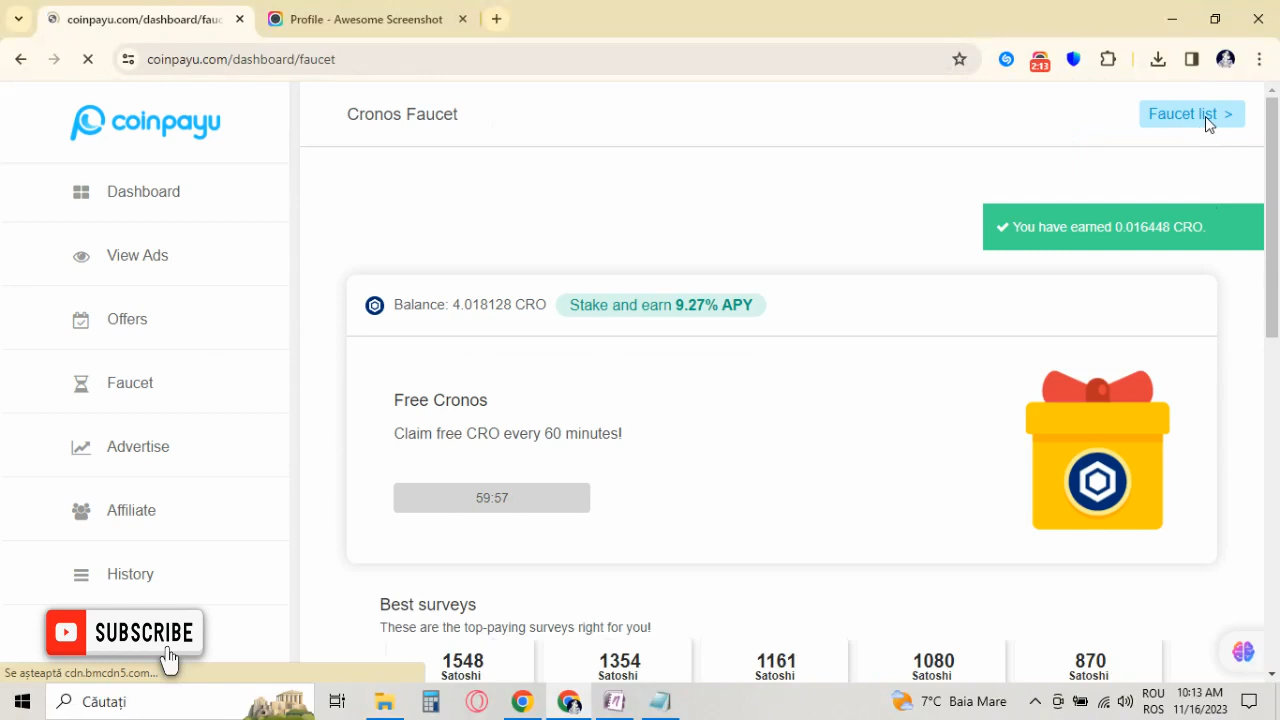 coinpayu.com/dashboard/fauc
Profile - Awesome Screenshot
coinpayu.com/dashboard/faucet
2:13
coinpayu
Cronos Faucet
Faucet list >
Dashboard
View Ads
Offers
Faucet
Advertise
Affiliate
History
You have earned 0.016448 CRO.
Balance: 4.018128 CRO
Stake and earn 9.27% APY
Free Cronos
Claim free CRO every 60 minutes!
59:57
Best surveys
These are the top-paying surveys right for you!
1548
Satoshi
1354
Satoshi
1161
Satoshi
1080
Satoshi
870
Satoshi
SUBSCRIBE
Se așteaptă cdn.bmcdn5.com...
Căutați
7°C Baia Mare
ROU
ROS
10:13 AM
11/16/2023